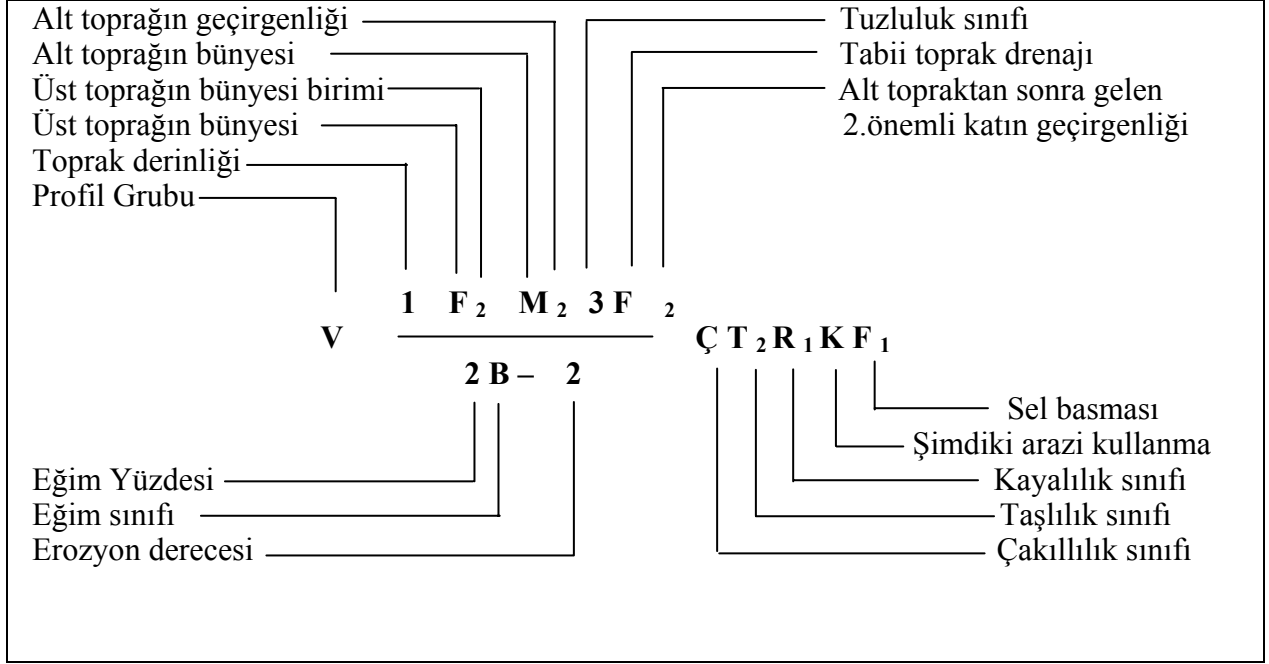 Alt toprağın geçirgenliği
Alt toprağın bünyesi
Üst toprağın bünyesi birimi
Üst toprağın bünyesi
Toprak derinliği
Profil Grubu
Tuzluluk sınıfı
Tabii toprak drenajı
Alt topraktan sonra gelen
2.önemli katın geçirgenliği
1 F 2 M 2 3 F 2
V
Ç T 2 R 1 K F 1
2 B – 2
Eğim Yüzdesi
Eğim sınıfı
Erozyon derecesi
Sel basması
Şimdiki arazi kullanma
Kayalılık sınıfı
Taşlılık sınıfı
Çakıllılık sınıfı